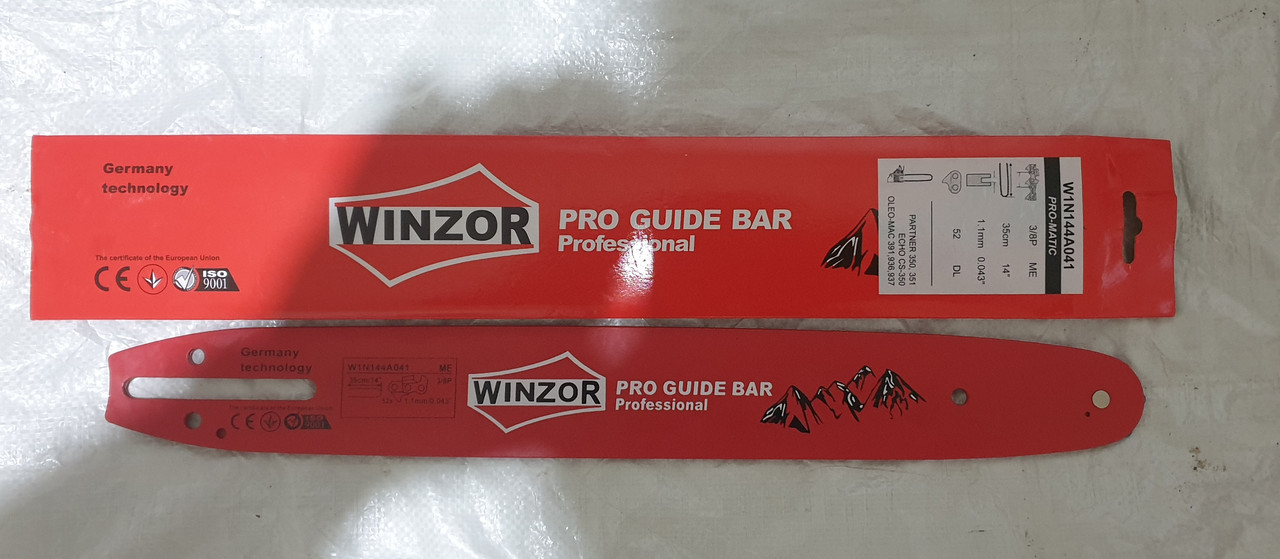 Germany
technology
The certificate of the European Union
CE ISO
9001
WINZOR
PRO GUIDE BAR
Professional
W1N144A041
PRO-MATIC
3/8P ME
35cm 14"
1.1mm 0.043"
52 DL
PARTNER 350, 351
ECHO CS-350
OLEO-MAC 391,936,937
Germany
technology
CE
W1N144A041 ME
3/8P
WINZOR
PRO GUIDE BAR
Professional